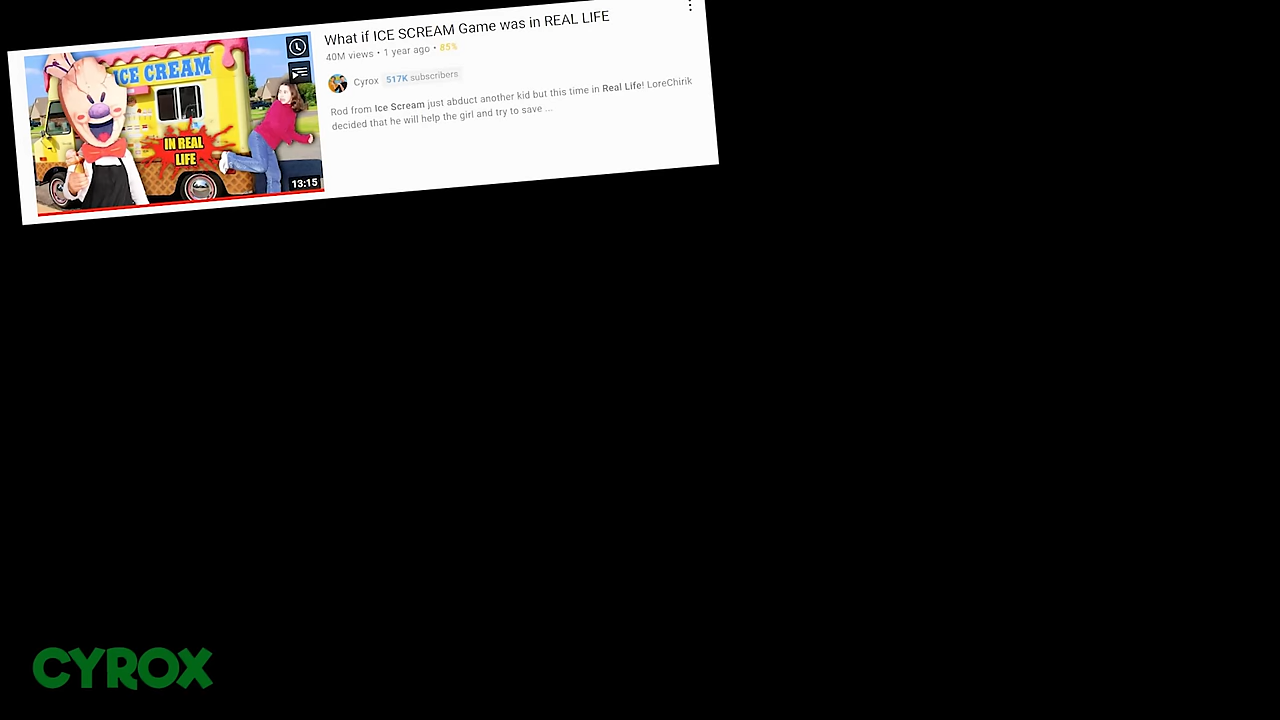 ICE CREAM
IN REAL
LIFE
13:15
What if ICE SCREAM Game was in REAL LIFE
40M views • 1 year ago • 85%
Cyrox 517K subscribers
Rod from Ice Scream just abduct another kid but this time in Real Life! LoreChirik
decided that he will help the girl and try to save ...
CYROX